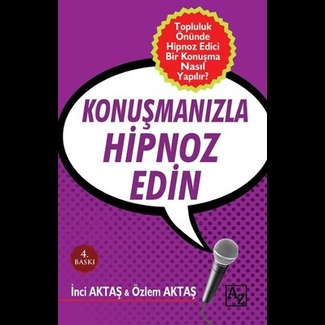 Topluluk
Önünde
Hipnoz Edici
Bir Konuşma
Nasıl
Yapılır?
KONUŞMANIZLA
HİPNOZ
EDİN
4.
BASKI
İnci AKTAŞ & Özlem AKTAŞ
AZ